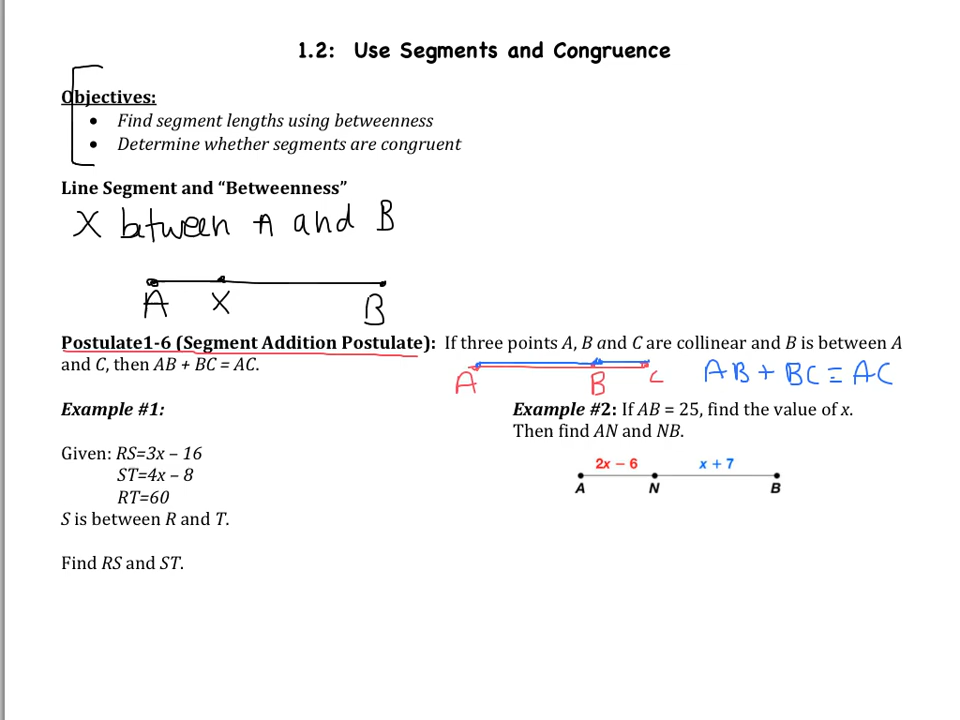 1.2: Use Segments and Congruence
Objectives:
• Find segment lengths using betweenness
• Determine whether segments are congruent
Line Segment and “Betweenness”
X between A and B
A X B
Postulate1-6 (Segment Addition Postulate): If three points A, B and C are collinear and B is between A
and C, then AB + BC = AC.
A B C AB + BC = AC
Example #1:
Given: RS=3x – 16
ST=4x – 8
RT=60
S is between R and T.
Find RS and ST.
Example #2: If AB = 25, find the value of x.
Then find AN and NB.
2x – 6 x + 7
A N B